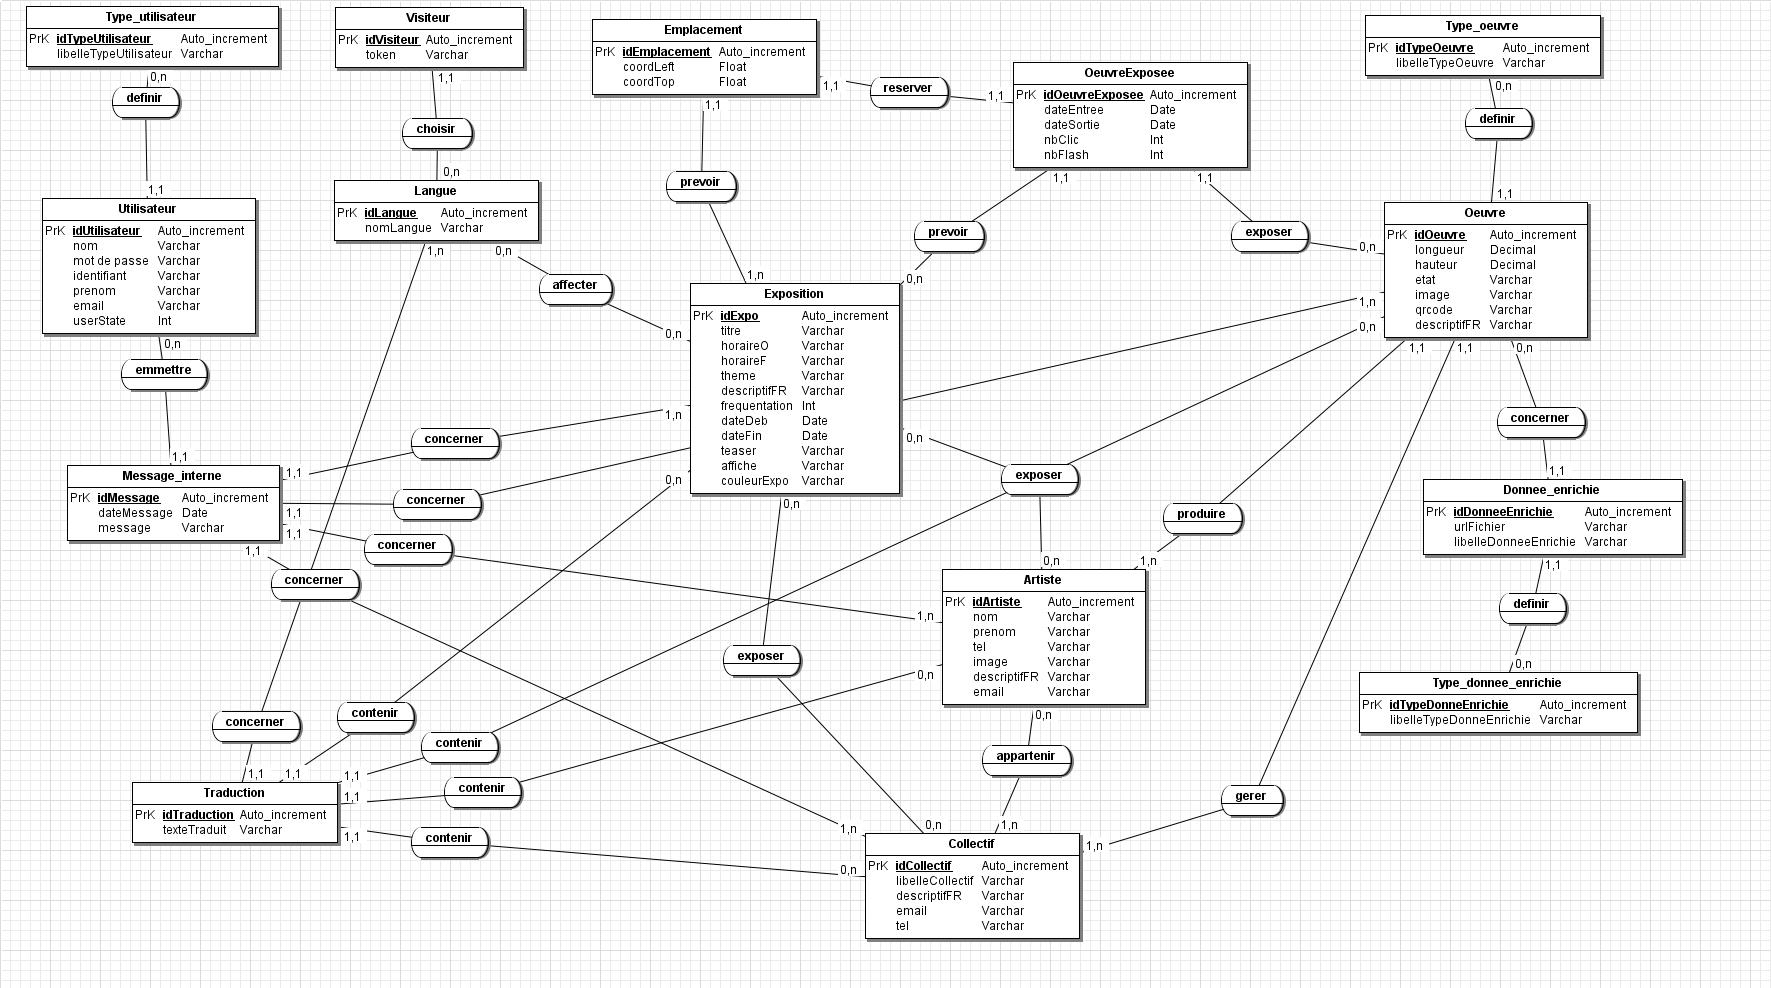 Type_utilisateur
PrK idTypeUtilisateur Auto_increment
libelleTypeUtilisateur Varchar
0,n
definir
1,1
Visiteur
PrK idVisiteur Auto_increment
token Varchar
1,1
choisir
0,n
Emplacement
PrK idEmplacement Auto_increment
coordLeft Float
coordTop Float
1,1
1,1
reserver
1,1
prevoir
1,n
OeuvreExposee
PrK idOeuvreExposee Auto_increment
dateEntree Date
dateSortie Date
nbClic Int
nbFlash Int
1,1
1,1
prevoir
0,n
exposer
0,n
Type_oeuvre
PrK idTypeOeuvre Auto_increment
libelleTypeOeuvre Varchar
0,n
definir
1,1
Utilisateur
PrK idUtilisateur Auto_increment
nom Varchar
mot de passe Varchar
identifiant Varchar
prenom Varchar
email Varchar
userState Int
0,n
emmettre
1,1
Langue
PrK idLangue Auto_increment
nomLangue Varchar
1,n
0,n
affecter
0,n
Exposition
PrK idExpo Auto_increment
titre Varchar
horaireO Varchar
horaireF Varchar
theme Varchar
descriptifFR Varchar
frequentation Int
dateDeb Date
dateFin Date
teaser Varchar
affiche Varchar
couleurExpo Varchar
1,n
0,n
0,n
0,n
Oeuvre
PrK idOeuvre Auto_increment
longueur Decimal
hauteur Decimal
etat Varchar
image Varchar
qrcode Varchar
descriptifFR Varchar
1,n
0,n
1,1
1,1
0,n
concerner
1,1
Message_interne
PrK idMessage Auto_increment
dateMessage Date
message Varchar
1,1
concerner
1,1
concerner
1,1
concerner
1,1
concerner
exposer
0,n
produire
1,n
Donnee_enrichie
PrK idDonneeEnrichie Auto_increment
urlFichier Varchar
libelleDonneeEnrichie Varchar
1,1
definir
0,n
Artiste
PrK idArtiste Auto_increment
nom Varchar
prenom Varchar
tel Varchar
image Varchar
descriptifFR Varchar
email Varchar
1,n
0,n
0,n
exposer
0,n
appartenir
1,n
Type_donnee_enrichie
PrK idTypeDonneEnrichie Auto_increment
libelleTypeDonneEnrichie Varchar
concerner
1,1
contenir
1,1
contenir
1,1
contenir
1,1
contenir
1,1
gerer
1,n
Traduction
PrK idTraduction Auto_increment
texteTraduit Varchar
1,n
0,n
Collectif
PrK idCollectif Auto_increment
libelleCollectif Varchar
descriptifFR Varchar
email Varchar
tel Varchar